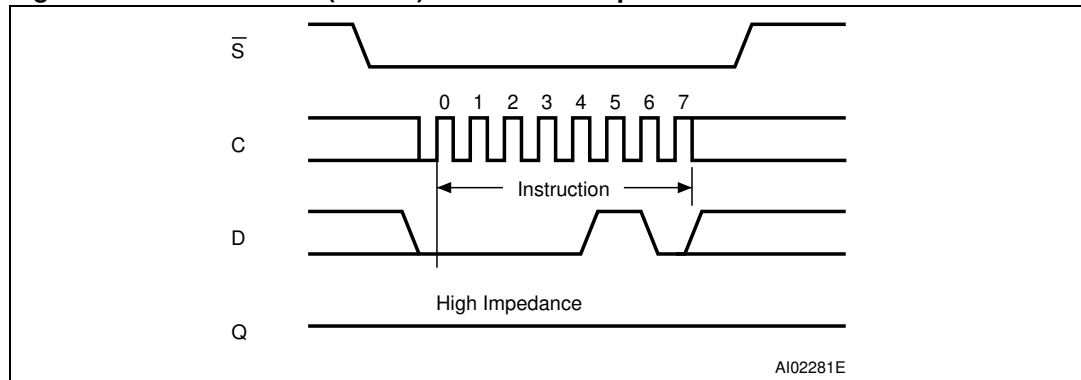 S̅
0 1 2 3 4 5 6 7
C
Instruction
D
High Impedance
Q
AI02281E